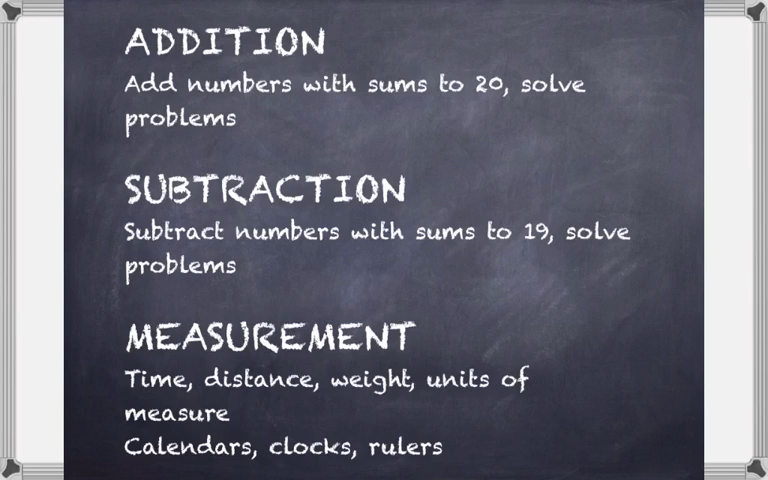 ADDITION
Add numbers with sums to 20, solve
problems
SUBTRACTION
Subtract numbers with sums to 19, solve
problems
MEASUREMENT
Time, distance, weight, units of
measure
Calendars, clocks, rulers